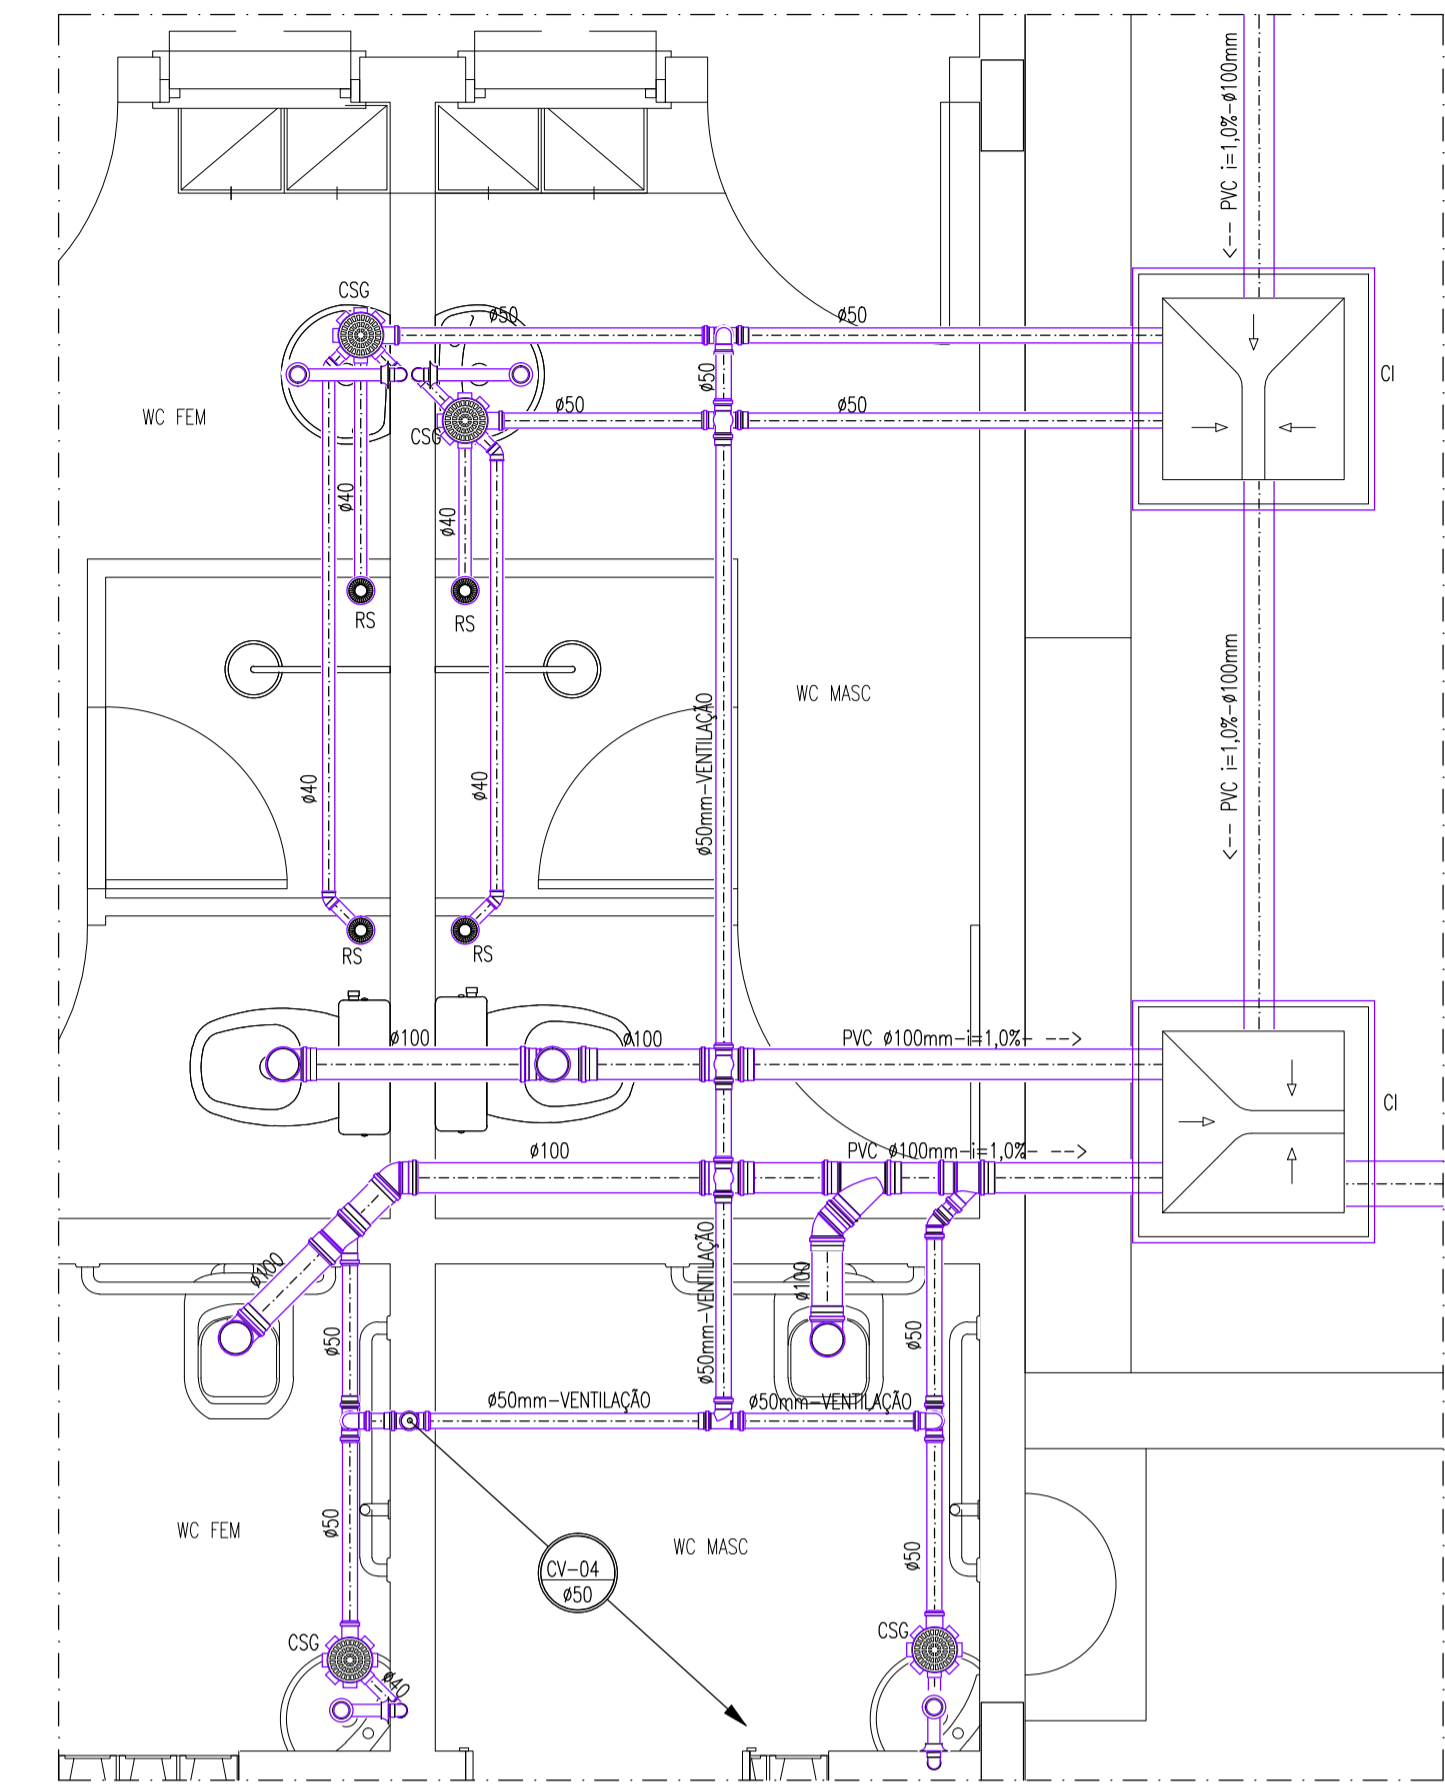 <--- PVC i=1,0%-ø100mm
CSG
ø50
ø50
CI
ø50
WC FEM
ø50
ø50
CSG
ø40
ø40
RS
RS
<--- PVC i=1,0%-ø100mm
WC MASC
ø50mm-VENTILAÇÃO
ø40
ø40
RS
RS
ø100
ø100
PVC ø100mm-i=1,0%- -->
CI
ø100
PVC ø100mm-i=1,0%- -->
ø100
ø100
ø50mm-VENTILAÇÃO
ø50
ø50
ø50mm-VENTILAÇÃO
ø50mm-VENTILAÇÃO
WC FEM
ø50
WC MASC
ø50
CV-04
ø50
CSG
CSG
ø40